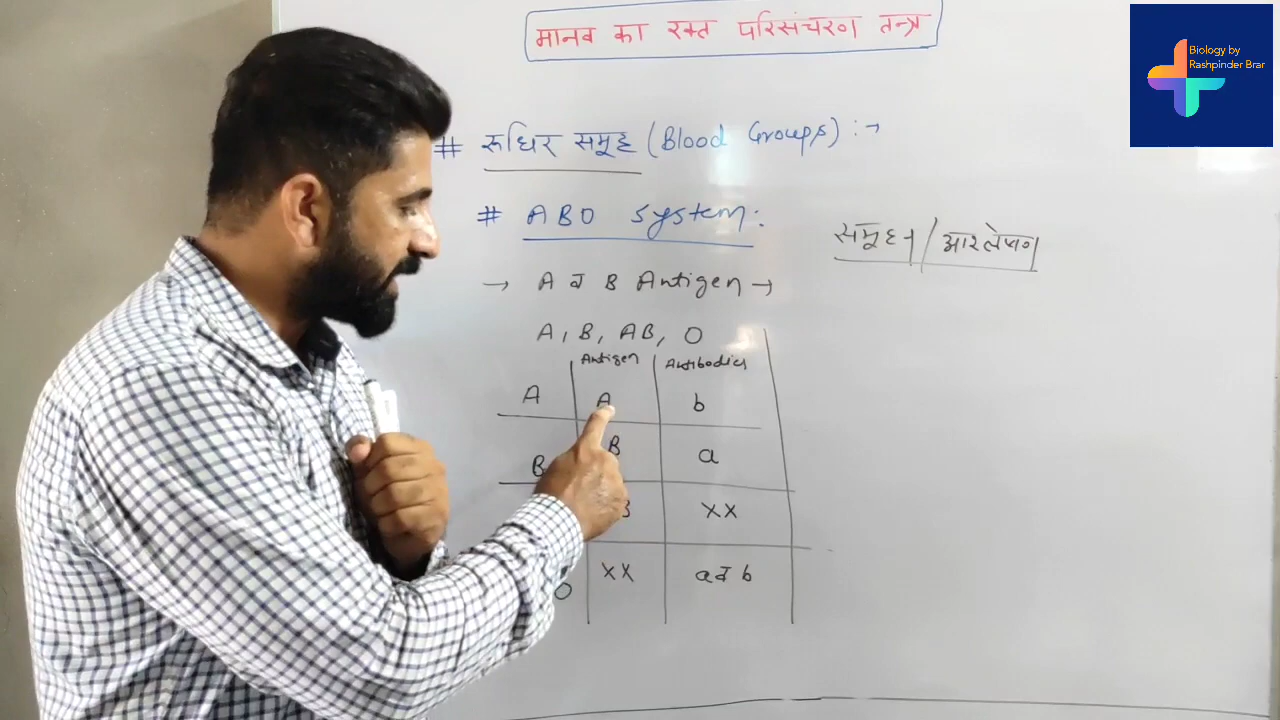 मानव का रक्त परिसंचरण तन्त्र
Biology by
Rashpinder Brar
# रूधिर समूह (Blood Groups) :→
# ABO System:
समूहन / आश्लेषण
→ A व B Antigen →
A, B, AB, O
Antigen Antibodies
A A b
B B a
B XX
O XX a व b